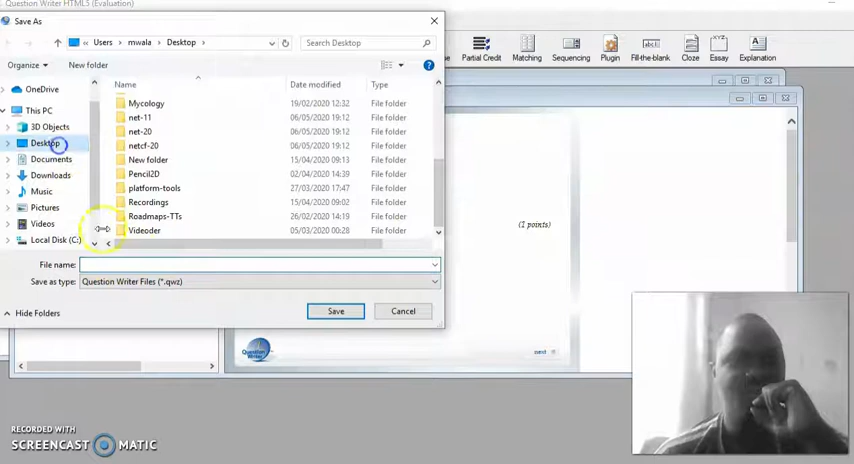 Question Writer HTML5 (Evaluation)
Save As
« Users › mwala › Desktop ›
Search Desktop
Organize
New folder
Name
Date modified
Type
OneDrive
This PC
3D Objects
Desktop
Documents
Downloads
Music
Pictures
Videos
Local Disk (C:)
Mycology 19/02/2020 12:32 File folder
net-11 06/05/2020 19:12 File folder
net-20 06/05/2020 19:12 File folder
netcf-20 06/05/2020 19:12 File folder
New folder 15/04/2020 09:13 File folder
Pencil2D 02/04/2020 14:39 File folder
platform-tools 27/03/2020 17:47 File folder
Recordings 15/04/2020 09:02 File folder
Roadmaps-TTs 26/02/2020 14:19 File folder
Videoder 05/03/2020 00:28 File folder
File name:
Save as type: Question Writer Files (*.qwz)
Hide Folders
Save
Cancel
Partial Credit
Matching
Sequencing
Plugin
Fill-the-blank
Cloze
Essay
Explanation
(1 points)
Question
Writer
next
RECORDED WITH
SCREENCAST MATIC